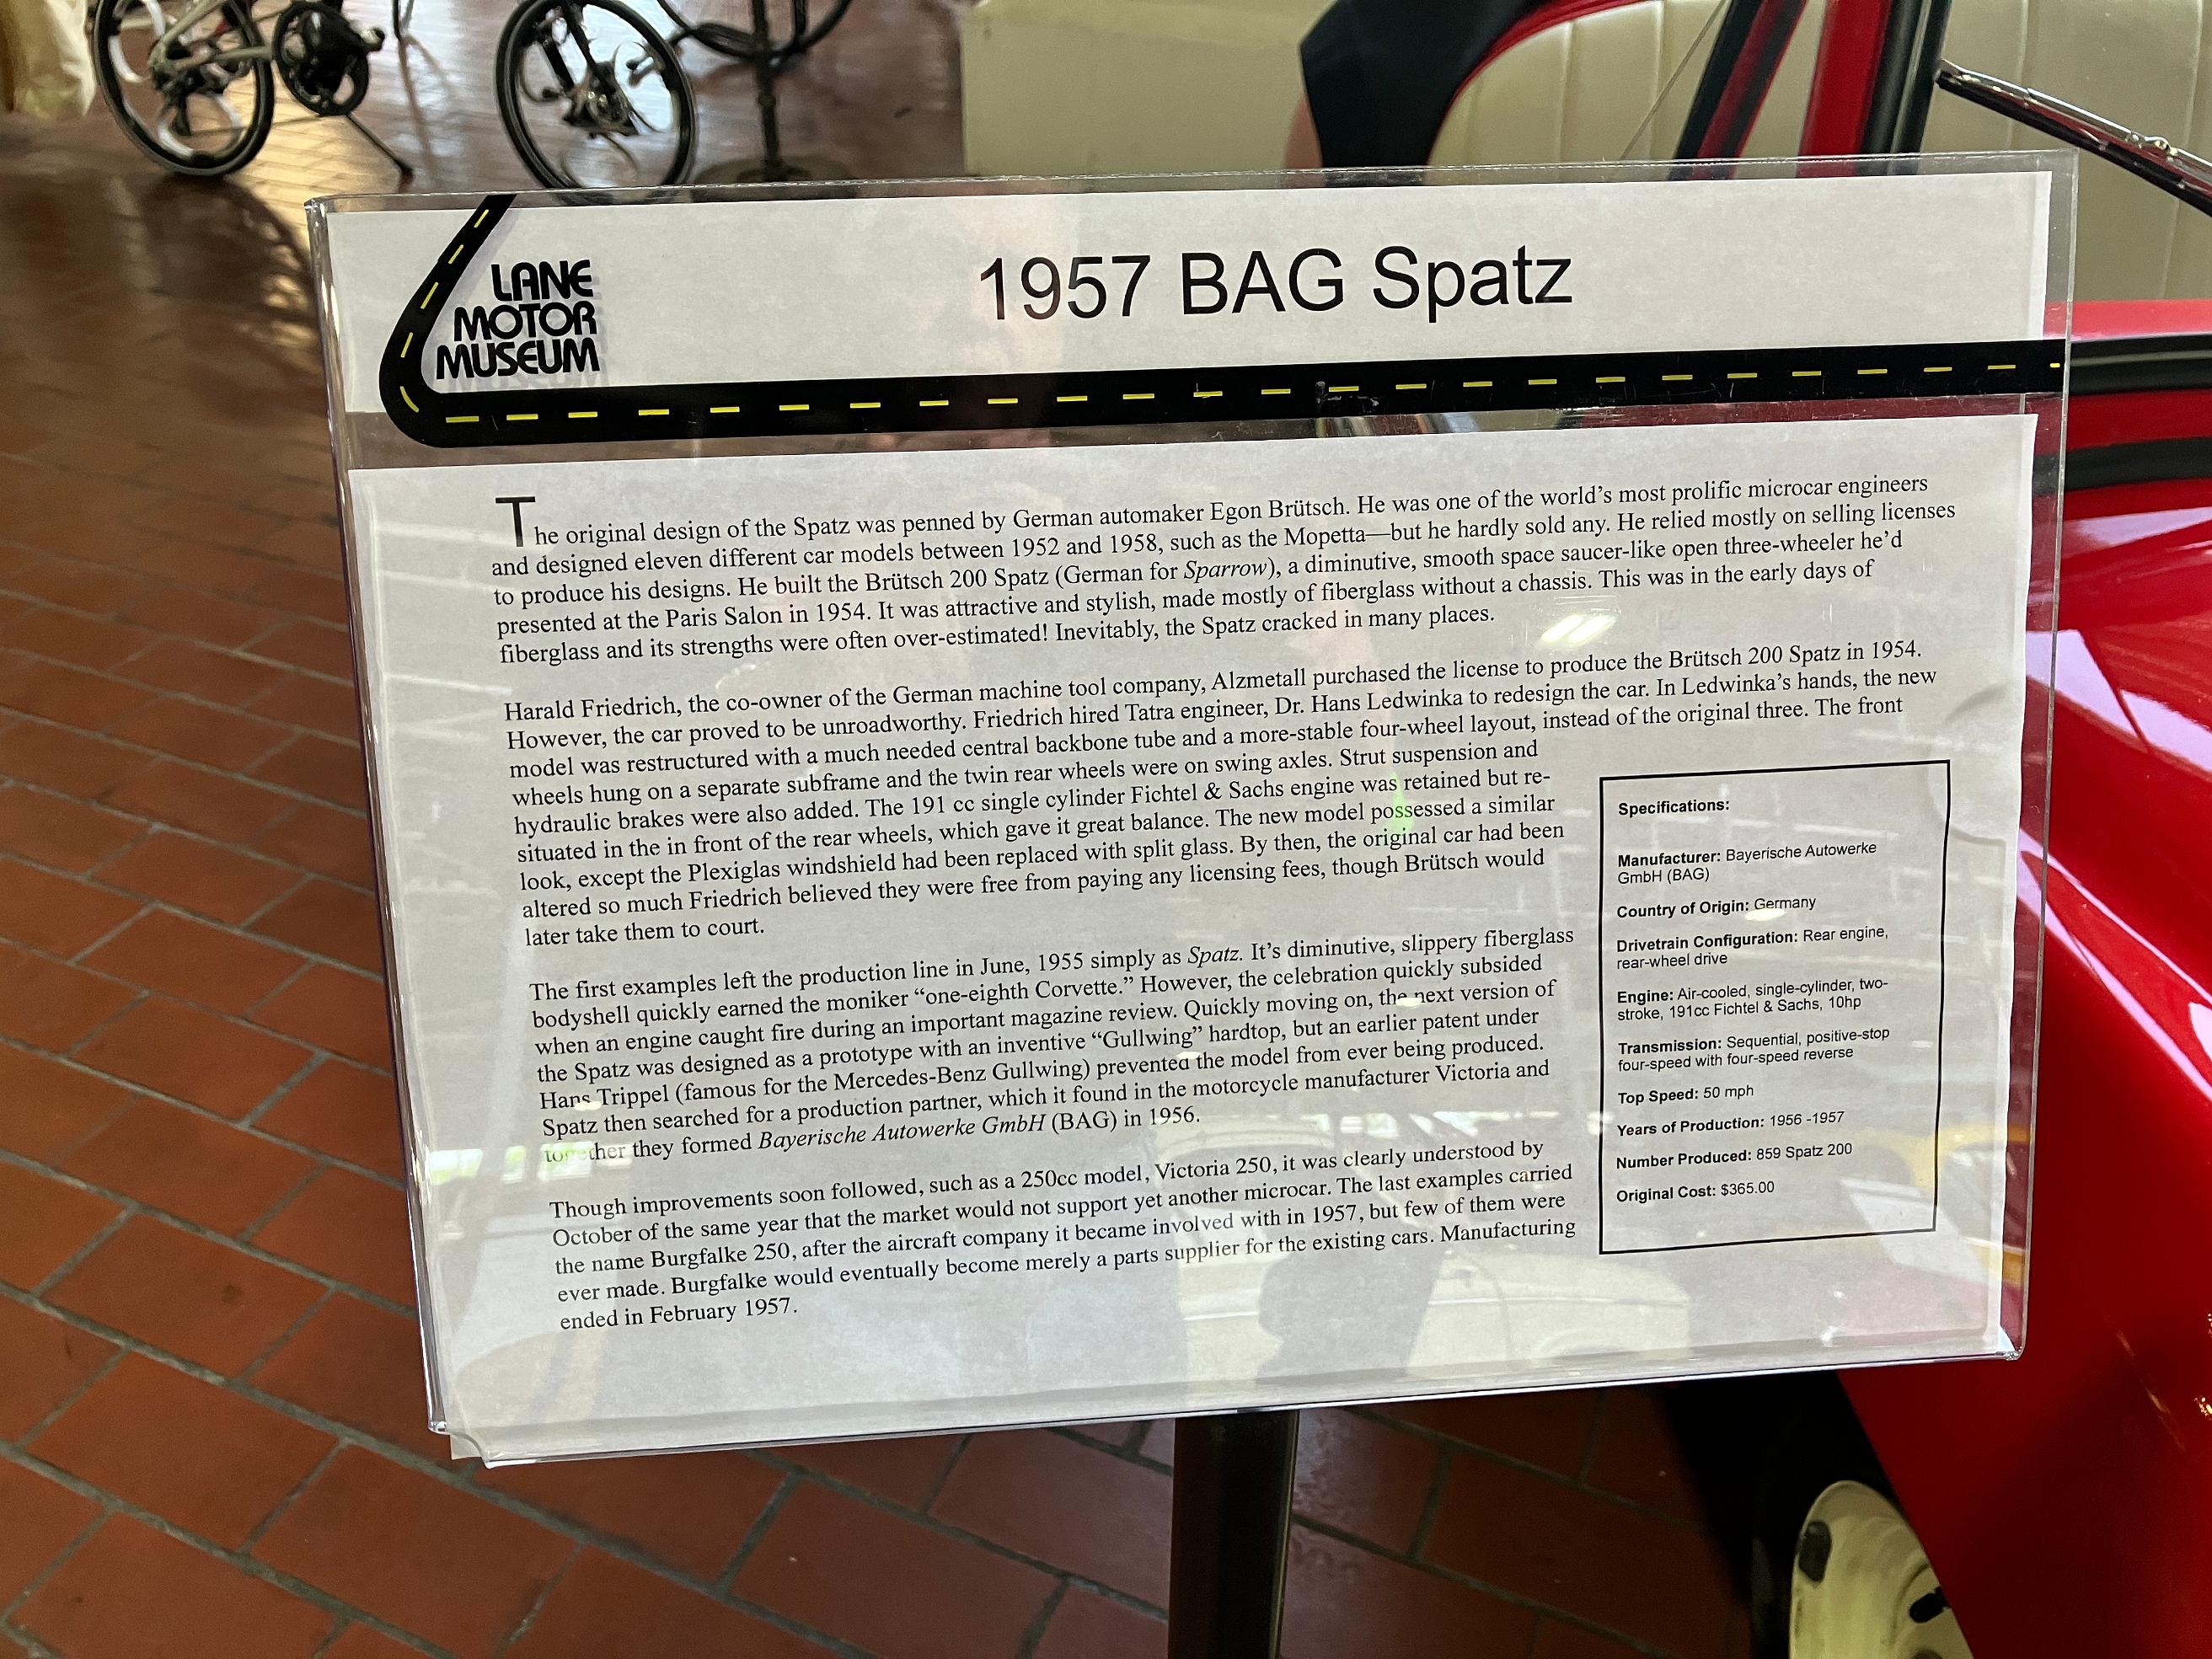 LANE
MOTOR
MUSEUM
1957 BAG Spatz
The original design of the Spatz was penned by German automaker Egon Brütsch. He was one of the world's most prolific microcar engineers
and designed eleven different car models between 1952 and 1958, such as the Mopetta—but he hardly sold any. He relied mostly on selling licenses
to produce his designs. He built the Brütsch 200 Spatz (German for Sparrow), a diminutive, smooth space saucer-like open three-wheeler he'd
presented at the Paris Salon in 1954. It was attractive and stylish, made mostly of fiberglass without a chassis. This was in the early days of
fiberglass and its strengths were often over-estimated! Inevitably, the Spatz cracked in many places.
Harald Friedrich, the co-owner of the German machine tool company, Alzmetall purchased the license to produce the Brütsch 200 Spatz in 1954.
However, the car proved to be unroadworthy. Friedrich hired Tatra engineer, Dr. Hans Ledwinka to redesign the car. In Ledwinka's hands, the new
model was restructured with a much needed central backbone tube and a more-stable four-wheel layout, instead of the original three. The front
wheels hung on a separate subframe and the twin rear wheels were on swing axles. Strut suspension and
hydraulic brakes were also added. The 191 cc single cylinder Fichtel & Sachs engine was retained but re-
situated in the in front of the rear wheels, which gave it great balance. The new model possessed a similar
look, except the Plexiglas windshield had been replaced with split glass. By then, the original car had been
altered so much Friedrich believed they were free from paying any licensing fees, though Brütsch would
later take them to court.
The first examples left the production line in June, 1955 simply as Spatz. It's diminutive, slippery fiberglass
bodyshell quickly earned the moniker “one-eighth Corvette.” However, the celebration quickly subsided
when an engine caught fire during an important magazine review. Quickly moving on, the next version of
the Spatz was designed as a prototype with an inventive “Gullwing” hardtop, but an earlier patent under
Hans Trippel (famous for the Mercedes-Benz Gullwing) prevented the model from ever being produced.
Spatz then searched for a production partner, which it found in the motorcycle manufacturer Victoria and
together they formed Bayerische Autowerke GmbH (BAG) in 1956.
Though improvements soon followed, such as a 250cc model, Victoria 250, it was clearly understood by
October of the same year that the market would not support yet another microcar. The last examples carried
the name Burgfalke 250, after the aircraft company it became involved with in 1957, but few of them were
ever made. Burgfalke would eventually become merely a parts supplier for the existing cars. Manufacturing
ended in February 1957.
Specifications:
Manufacturer: Bayerische Autowerke
GmbH (BAG)
Country of Origin: Germany
Drivetrain Configuration: Rear engine,
rear-wheel drive
Engine: Air-cooled, single-cylinder, two-
stroke, 191cc Fichtel & Sachs, 10hp
Transmission: Sequential, positive-stop
four-speed with four-speed reverse
Top Speed: 50 mph
Years of Production: 1956 -1957
Number Produced: 859 Spatz 200
Original Cost: $365.00